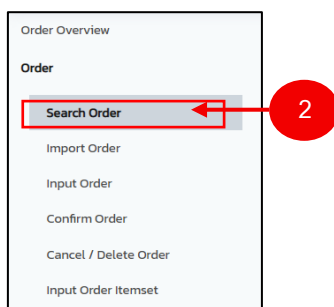 Order Overview
Order
Search Order
2
Import Order
Input Order
Confirm Order
Cancel / Delete Order
Input Order Itemset